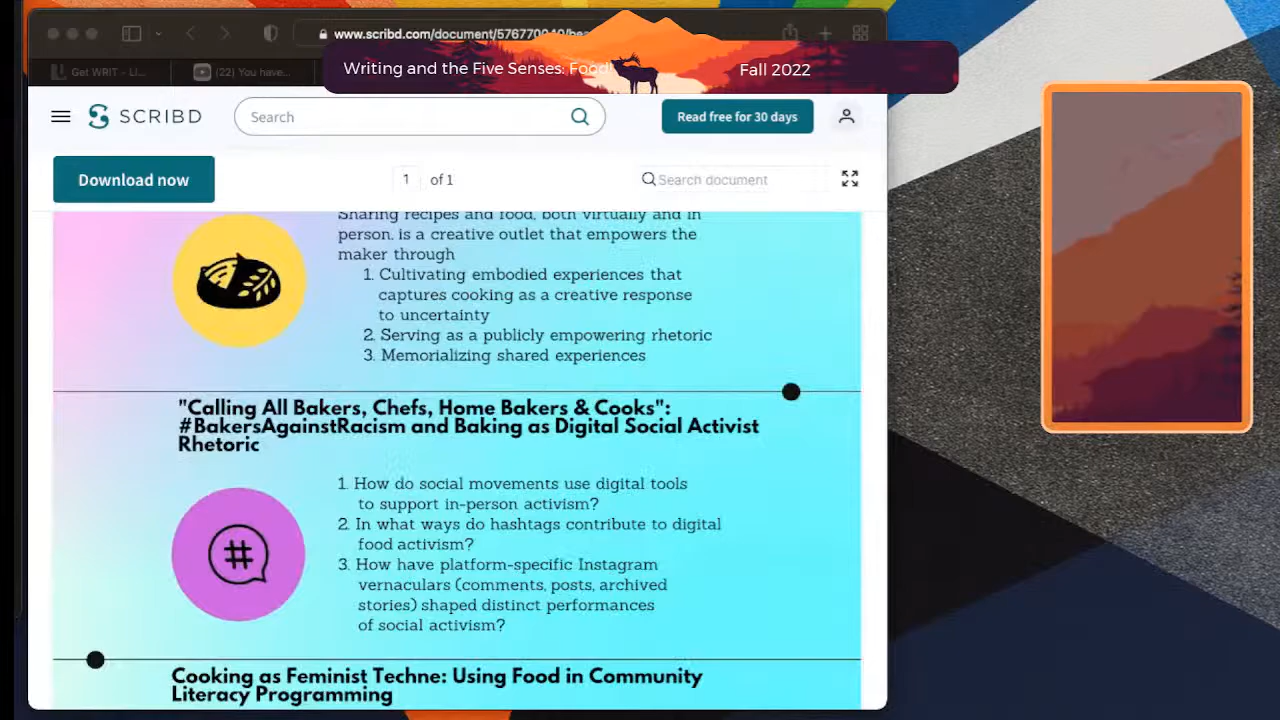 www.scribd.com/document/576770040/bea
Writing and the Five Senses: Food!
Fall 2022
Get WRIT - LI...
(22) You have...
SCRIBD
Search
Read free for 30 days
Download now
1 of 1
Search document
Sharing recipes and food, both virtually and in
person, is a creative outlet that empowers the
maker through
1. Cultivating embodied experiences that
captures cooking as a creative response
to uncertainty
2. Serving as a publicly empowering rhetoric
3. Memorializing shared experiences
"Calling All Bakers, Chefs, Home Bakers & Cooks":
#BakersAgainstRacism and Baking as Digital Social Activist
Rhetoric
1. How do social movements use digital tools
to support in-person activism?
2. In what ways do hashtags contribute to digital
food activism?
3. How have platform-specific Instagram
vernaculars (comments, posts, archived
stories) shaped distinct performances
of social activism?
#
Cooking as Feminist Techne: Using Food in Community
Literacy Programming